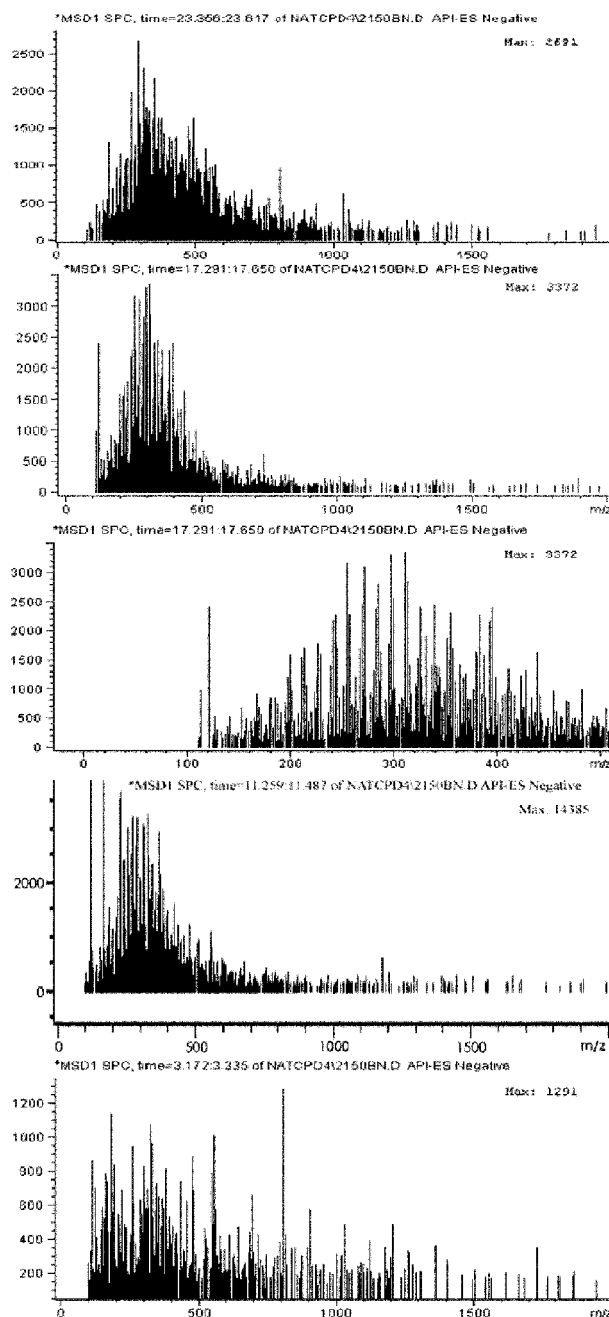 *MSD1 SPC, time=23.356:23.617 of NATCPD4\2150BN.D API-ES Negative
Max: 2691
2500
2000
1500
1000
500
0
0 500 1000 1500
*MSD1 SPC, time=17.291:17.650 of NATCPD4\2150BN.D API-ES Negative
Max: 3372
3000
2500
2000
1500
1000
500
0
0 500 1000 1500 m/z
*MSD1 SPC, time=17.291:17.650 of NATCPD4\2150BN.D API-ES Negative
Max: 3372
3000
2500
2000
1500
1000
500
0
0 100 200 300 400
*MSD1 SPC, time=11.259:11.487 of NATCPD4\2150BN.D API-ES Negative
Max. 14385
2000
0
0 500 1000 1500 m/z
*MSD1 SPC, time=3.172:3.335 of NATCPD4\2150BN.D API-ES Negative
Max: 1291
1200
1000
800
600
400
200
0 500 1000 1500